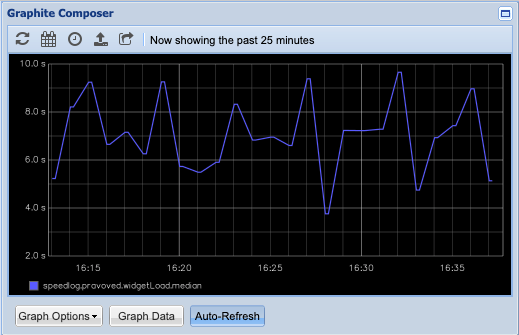 Graphite Composer
Now showing the past 25 minutes
10.0 s
8.0 s
6.0 s
4.0 s
2.0 s
16:15 16:20 16:25 16:30 16:35
speedlog.provoved.widgetLoad.median
Graph Options Graph Data Auto-Refresh